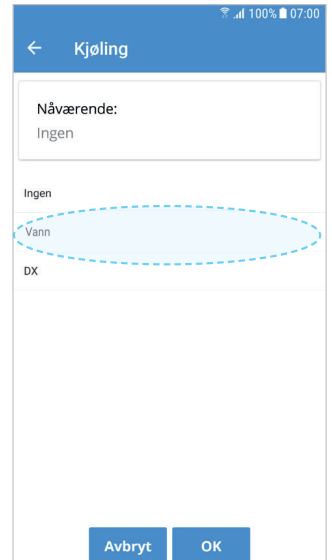 100% 07:00
Kjøling
Nåværende:
Ingen
Ingen
Vann
DX
Avbryt OK